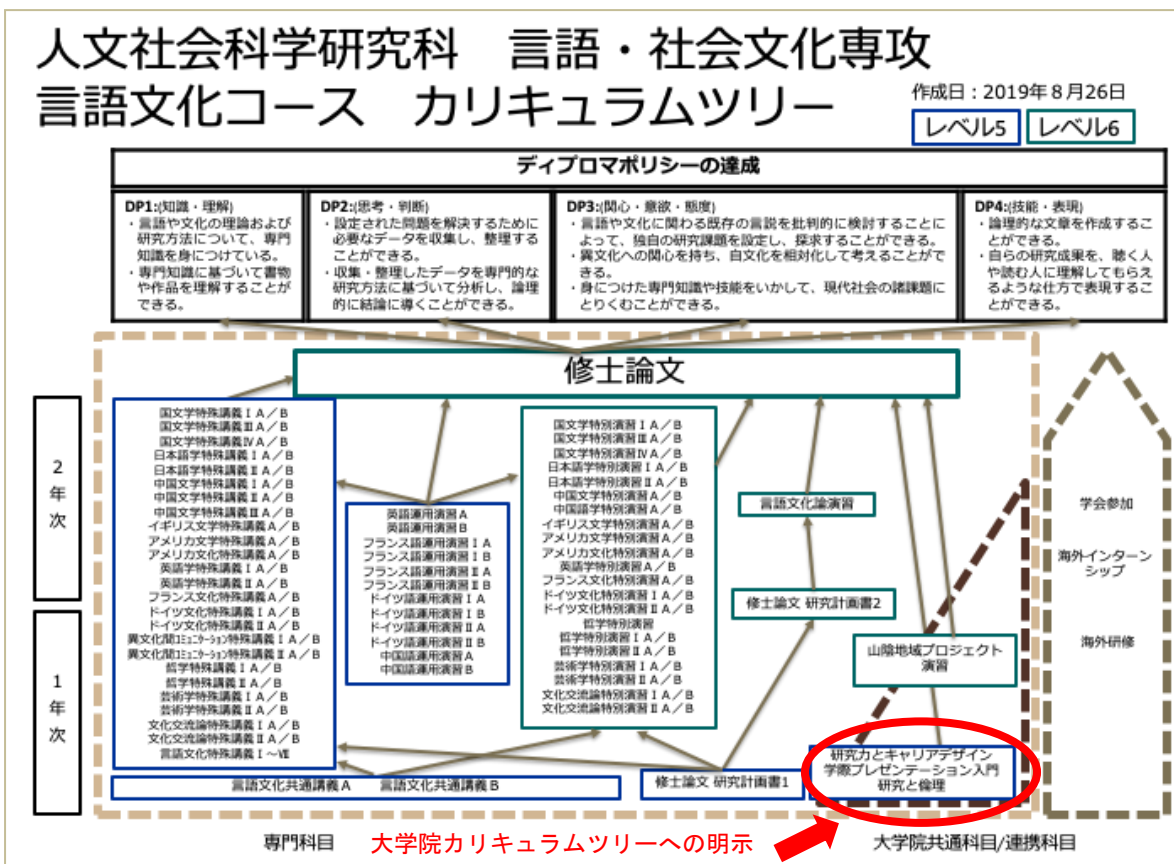 人文社会科学研究科　言語・社会文化専攻
言語文化コース　カリキュラムツリー
作成日：2019年８月26日
レベル5
レベル6
ディプロマポリシーの達成
DP1:(知識・理解)
・言語や文化の理論および
研究方法について、専門
知識を身につけている。
・専門知識に基づいて書物
や作品を理解することが
できる。
DP2:(思考・判断)
・設定された問題を解決するために
必要なデータを収集し、整理する
ことができる。
・収集・整理したデータを専門的な
研究方法に基づいて分析し、論理
的に結論に導くことができる。
DP3:(関心・意欲・態度)
・言語や文化に関わる既存の言説を批判的に検討することに
よって、独自の研究課題を設定し、探求することができる。
・異文化への関心を持ち、自文化を相対化して考えることがで
きる。
・身につけた専門知識や技能をいかして、現代社会の諸課題に
とりくむことができる。
DP4:(技能・表現)
・論理的な文章を作成するこ
とができる。
・自らの研究成果を、聴く人
や読む人に理解してもらえ
るような仕方で表現するこ
とができる。
修士論文
2
年
次
1
年
次
国文学特殊講義Ⅰ A／B
国文学特殊講義Ⅲ A／B
国文学特殊講義Ⅳ A／B
日本語学特殊講義Ⅰ A／B
日本語学特殊講義Ⅱ A／B
中国文学特殊講義Ⅰ A／B
中国文学特殊講義Ⅱ A／B
中国文学特殊講義Ⅲ A／B
イギリス文学特殊講義A／B
アメリカ文学特殊講義A／B
アメリカ文化特殊講義A／B
英語学特殊講義Ⅰ A／B
英語学特殊講義Ⅱ A／B
フランス文化特殊講義A／B
ドイツ文化特殊講義Ⅰ A／B
ドイツ文化特殊講義Ⅱ A／B
異文化間コミュニケーション特殊講義Ⅰ A／B
異文化間コミュニケーション特殊講義Ⅱ A／B
哲学特殊講義Ⅰ A／B
哲学特殊講義Ⅱ A／B
芸術学特殊講義Ⅰ A／B
芸術学特殊講義Ⅱ A／B
文化交流論特殊講義Ⅰ A／B
文化交流論特殊講義Ⅱ A／B
言語文化特殊講義Ⅰ～Ⅶ
英語運用演習A
英語運用演習B
フランス語運用演習Ⅰ A
フランス語運用演習Ⅰ B
フランス語運用演習Ⅱ A
フランス語運用演習Ⅱ B
ドイツ語運用演習Ⅰ A
ドイツ語運用演習Ⅰ B
ドイツ語運用演習Ⅱ A
ドイツ語運用演習Ⅱ B
中国語運用演習A
中国語運用演習B
国文学特別演習Ⅰ A／B
国文学特別演習Ⅲ A／B
国文学特別演習Ⅳ A／B
日本語学特別演習Ⅰ A／B
日本語学特別演習Ⅱ A／B
中国文学特別演習A／B
中国語学特別演習A／B
イギリス文学特別演習A／B
アメリカ文学特別演習A／B
アメリカ文化特別演習A／B
英語学特別演習A／B
フランス文化特別演習A／B
ドイツ文化特別演習Ⅰ A／B
ドイツ文化特別演習Ⅱ A／B
哲学特別演習
哲学特別演習Ⅰ A／B
哲学特別演習Ⅱ A／B
芸術学特別演習Ⅰ A／B
芸術学特別演習Ⅱ A／B
文化交流論特別演習Ⅰ A／B
文化交流論特別演習Ⅱ A／B
言語文化論演習
修士論文 研究計画書2
山陰地域プロジェクト
演習
学会参加
海外インターン
シップ
海外研修
言語文化共通講義A　言語文化共通講義B
修士論文 研究計画書1
研究力とキャリアデザイン
学際プレゼンテーション入門
研究と倫理
専門科目
大学院カリキュラムツリーへの明示
大学院共通科目/連携科目